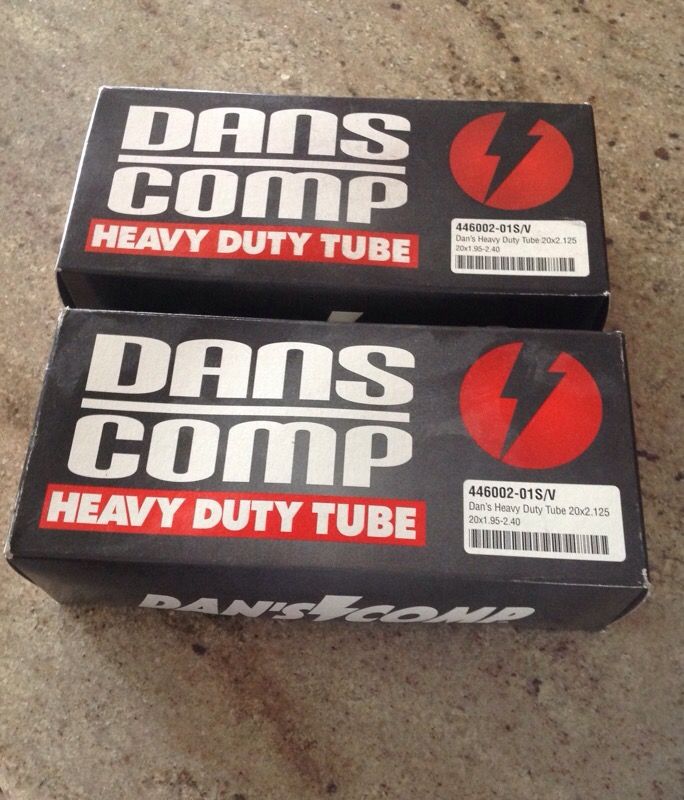 DANS
COMP
HEAVY DUTY TUBE
446002-01S/V
Dan's Heavy Duty Tube 20x2.125
20x1.95-2.40
DANS
COMP
HEAVY DUTY TUBE
446002-01S/V
Dan's Heavy Duty Tube 20x2.125
20x1.95-2.40
DAN'S COMP